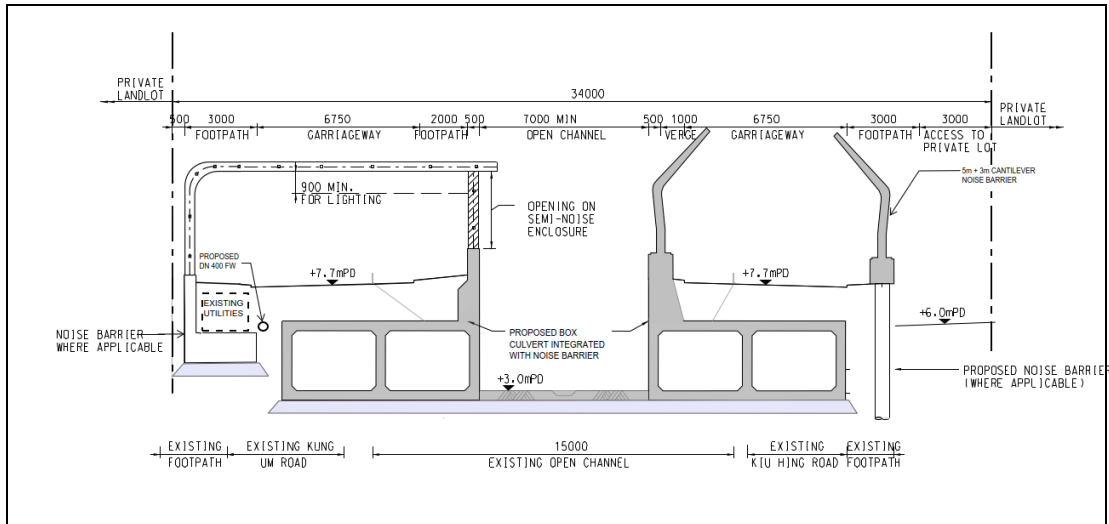 PRIVATE
LANDLOT
34000
PRIVATE
LANDLOT
500
3000
6750
2000
500
7000 MIN
500
1000
6750
3000
3000
FOOTPATH
GARRIAGEWAY
FOOTPATH
OPEN CHANNEL
VERGE
GARRIAGEWAY
FOOTPATH
ACCESS TO
PRIVATE LOT
5m + 3m CANTILEVER
NOISE BARRIER
900 MIN.
FOR LIGHTING
OPENING ON
SEMI-NOISE
ENCLOSURE
PROPOSED
DN 400 FW
+7.7mPD
+7.7mPD
EXISTING
UTILITIES
+6.0mPD
NOISE BARRIER
WHERE APPLICABLE
PROPOSED BOX
CULVERT INTEGRATED
WITH NOISE BARRIER
PROPOSED NOISE BARRIER
(WHERE APPLICABLE)
+3.0mPD
EXISTING
FOOTPATH
EXISTING KUNG
UM ROAD
15000
EXISTING OPEN CHANNEL
EXISTING
KIU HING ROAD
EXISTING
FOOTPATH